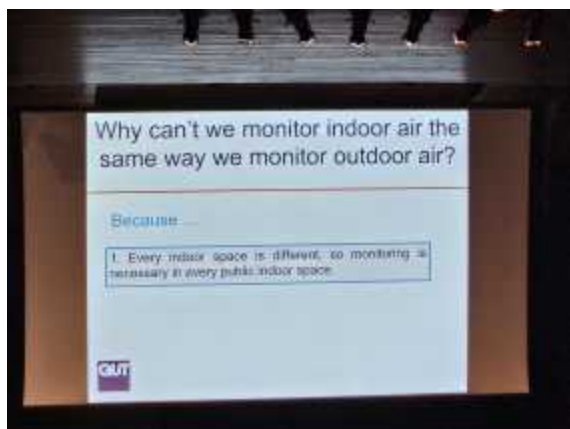 Why can't we monitor indoor air the
same way we monitor outdoor air?
Because ...
1. Every indoor space is different, so monitoring is
necessary in every public indoor space.
QUT